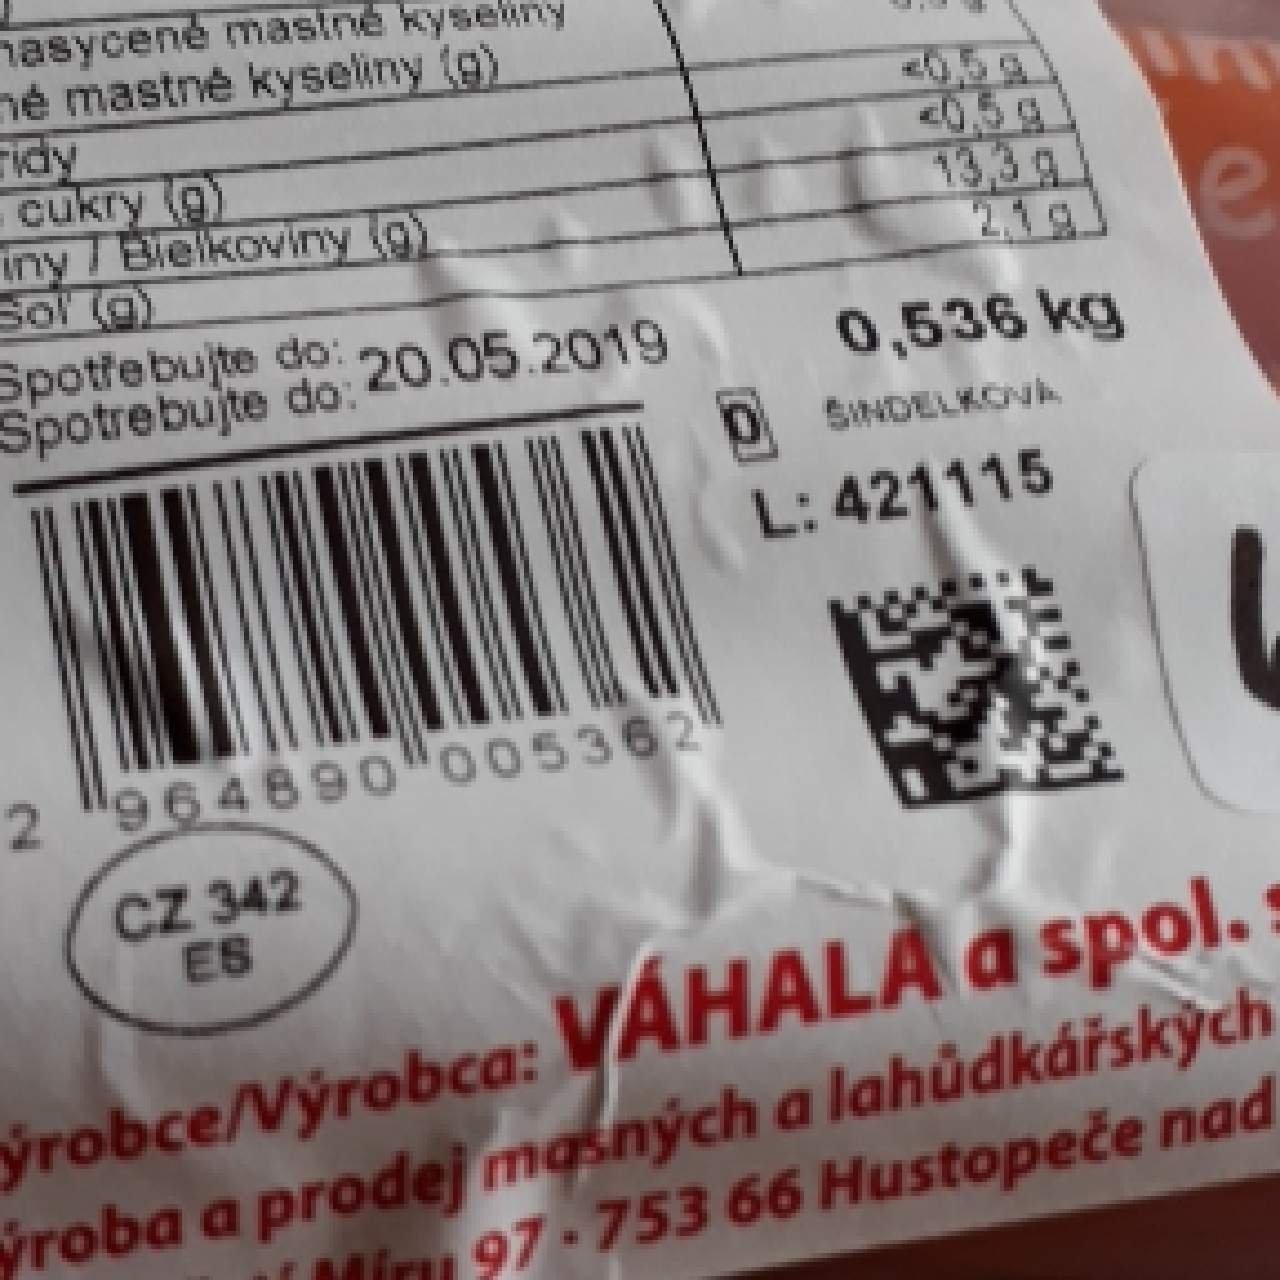 nasycené mastné kyseliny
né mastné kyseliny (g) <0,5 g
ridy <0,5 g
cukry (g) 13,3 g
iny / Bielkoviny (g) 2,1 g
Soľ (g)
0,536 kg
Spotřebujte do:
Spotrebujte do: 20.05.2019
D ŠINDELKOVÁ
L: 421115
2 964890 005362
CZ 342
ES
ýrobce/Výrobca: VÁHALA a spol. s
ýroba a prodej masných a lahůdkářských
Míru 97 · 753 66 Hustopeče nad